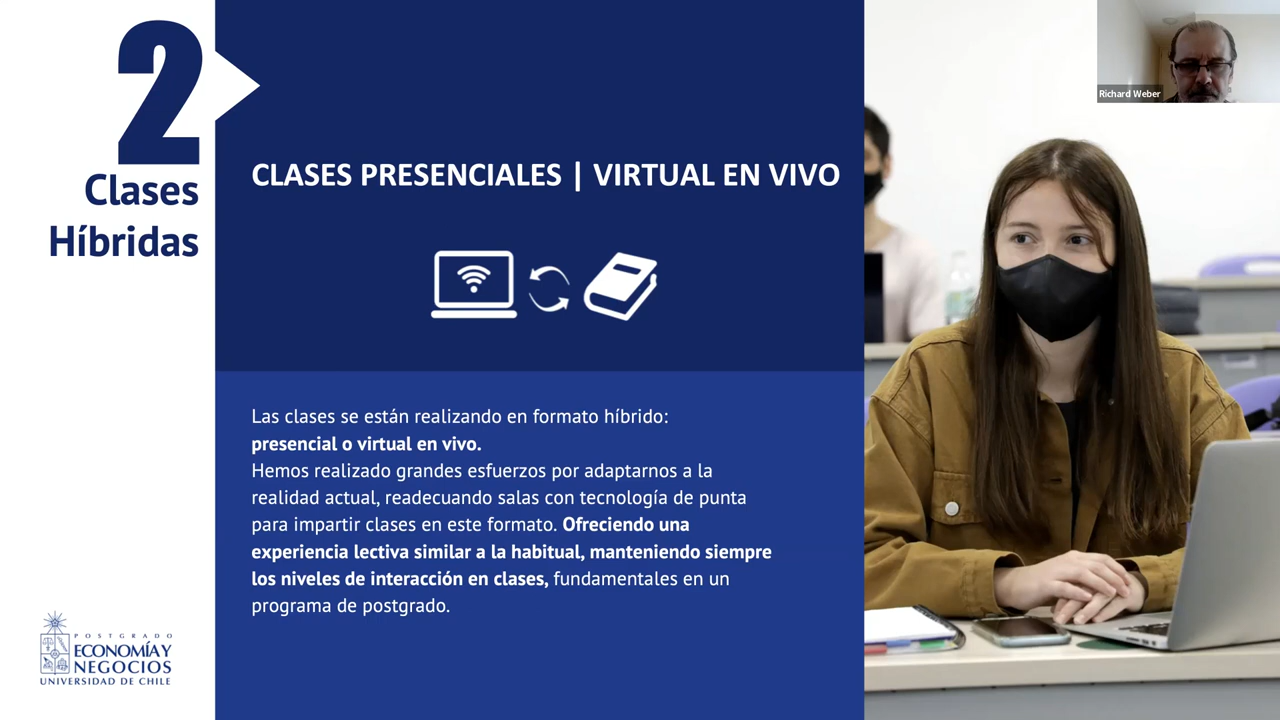 2
Clases
Híbridas
CLASES PRESENCIALES | VIRTUAL EN VIVO
Richard Weber
Las clases se están realizando en formato híbrido:
presencial o virtual en vivo.
Hemos realizado grandes esfuerzos por adaptarnos a la
realidad actual, readecuando salas con tecnología de punta
para impartir clases en este formato. Ofreciendo una
experiencia lectiva similar a la habitual, manteniendo siempre
los niveles de interacción en clases, fundamentales en un
programa de postgrado.
POSTGRADO
ECONOMÍA Y
NEGOCIOS
UNIVERSIDAD DE CHILE